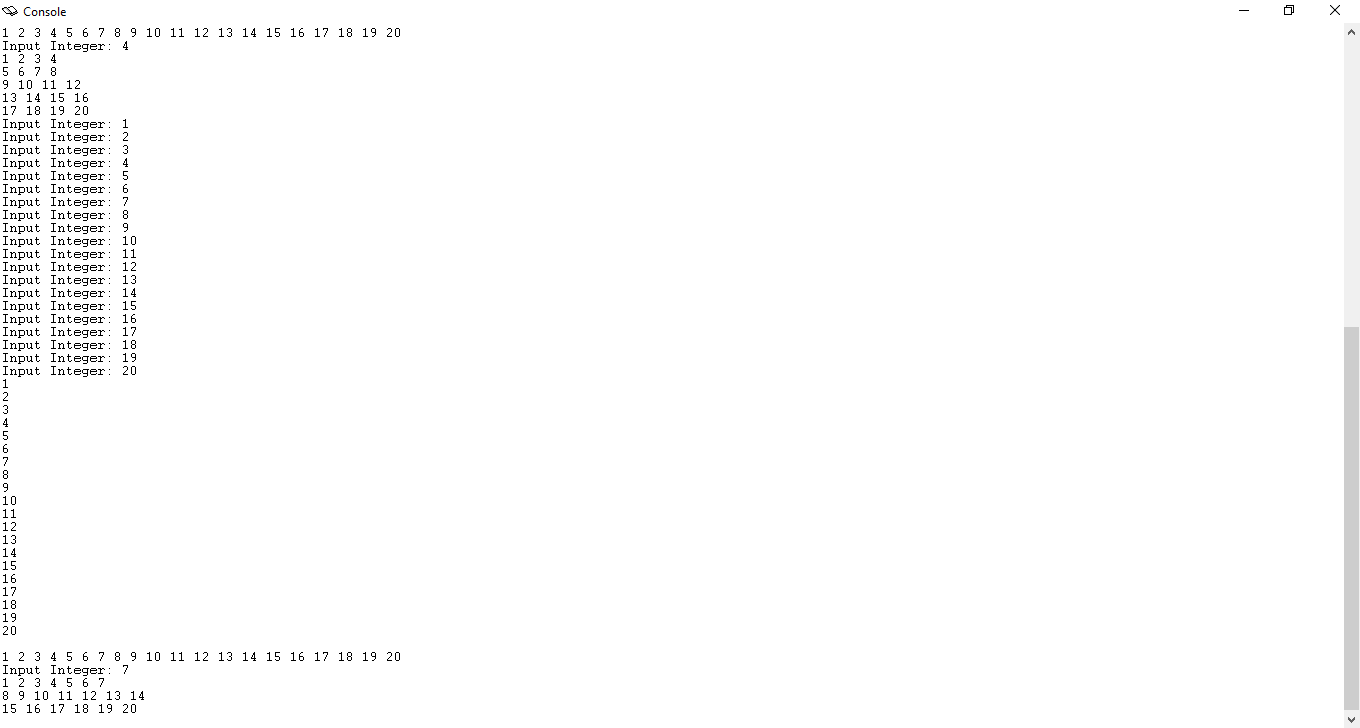 Console
1 2 3 4 5 6 7 8 9 10 11 12 13 14 15 16 17 18 19 20
Input Integer: 4
1 2 3 4
5 6 7 8
9 10 11 12
13 14 15 16
17 18 19 20
Input Integer: 1
Input Integer: 2
Input Integer: 3
Input Integer: 4
Input Integer: 5
Input Integer: 6
Input Integer: 7
Input Integer: 8
Input Integer: 9
Input Integer: 10
Input Integer: 11
Input Integer: 12
Input Integer: 13
Input Integer: 14
Input Integer: 15
Input Integer: 16
Input Integer: 17
Input Integer: 18
Input Integer: 19
Input Integer: 20
1
2
3
4
5
6
7
8
9
10
11
12
13
14
15
16
17
18
19
20
1 2 3 4 5 6 7 8 9 10 11 12 13 14 15 16 17 18 19 20
Input Integer: 7
1 2 3 4 5 6 7
8 9 10 11 12 13 14
15 16 17 18 19 20